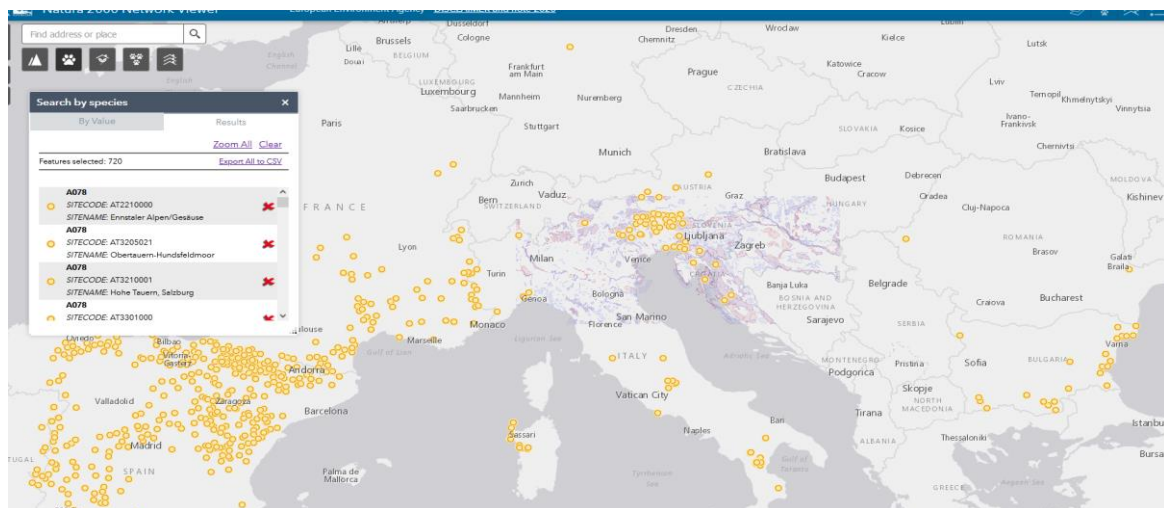 Natura 2000 Network Viewer
European Environment Agency
Find address or place
Search by species ×
By Value Results
Zoom All Clear
Features selected: 720 Export All to CSV
A078
SITECODE: AT2210000
SITENAME: Ennstaler Alpen/Gesäuse
A078
SITECODE: AT3205021
SITENAME: Obertauern-Hundsfeldmoor
A078
SITECODE: AT3210001
SITENAME: Hohe Tauern, Salzburg
A078
SITECODE: AT3301000
Dusseldorf
Cologne
Brussels
BELGIUM
Lille
Douai
English
Channel
LUXEMBOURG
Luxembourg
Saarbrucken
Frankfurt
am Main
Mannheim
Nuremberg
Stuttgart
Munich
Dresden
Chemnitz
Wrocław
Prague
CZECHIA
Katowice
Cracow
Kielce
Lublin
Lutsk
Lviv
Ternopil
Khmelnytskyi
Vinnytsia
Ivano-
Frankivsk
Chernivtsi
SLOVAKIA
Kosice
Bratislava
Budapest
HUNGARY
Debrecen
Oradea
Cluj-Napoca
MOLDOVA
Kishinev
ROMANIA
Brasov
Galati
Braila
Bucharest
Craiova
Paris
FRANCE
Zurich
Vaduz
Bern
SWITZERLAND
AUSTRIA
Graz
SLOVENIA
Ljubljana
Zagreb
CROATIA
Lyon
Turin
Milan
Venice
Genoa
Bologna
Florence
San Marino
Monaco
Marseille
Gulf of Lion
Ligurian Sea
Banja Luka
BOSNIA AND
HERZEGOVINA
Sarajevo
Belgrade
SERBIA
MONTENEGRO
Podgorica
Pristina
Skopje
NORTH
MACEDONIA
Sofia
BULGARIA
Varna
Tirana
ALBANIA
Thessaloniki
GREECE
Aegean Sea
Istanbu
Bursa
ITALY
Adriatic Sea
Vatican City
Naples
Bari
Gulf of
Taranto
Tyrrhenian
Sea
Sassari
Oviedo
Bilbao
Vitoria-
Gasteiz
Andorra
Valladolid
Zaragoza
Barcelona
Madrid
SPAIN
Palma de
Mallorca